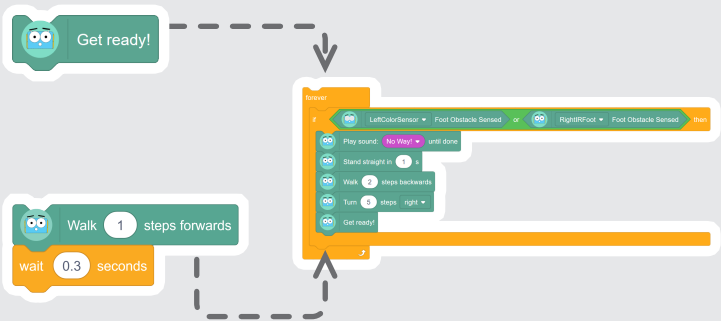 Get ready!
forever
if LeftColorSensor Foot Obstacle Sensed or RightIRFoot Foot Obstacle Sensed then
Play sound: No Way! until done
Stand straight in 1 s
Walk 2 steps backwards
Turn 5 steps right
Get ready!
Walk 1 steps forwards
wait 0.3 seconds